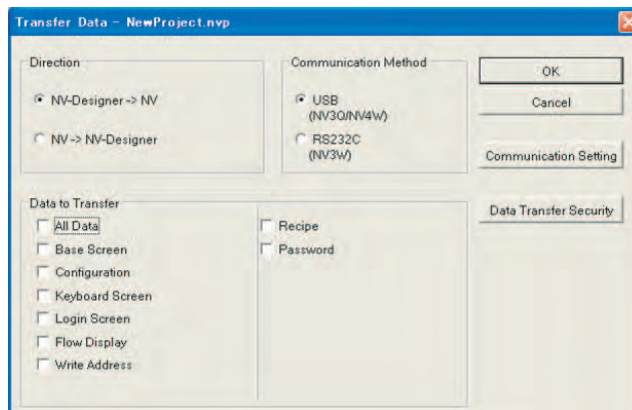 Transfer Data - NewProject.nvp
Direction
NV-Designer -> NV
NV -> NV-Designer
Communication Method
USB
(NV3Q/NV4W)
RS232C
(NV3W)
OK
Cancel
Communication Setting
Data Transfer Security
Data to Transfer
All Data
Base Screen
Configuration
Keyboard Screen
Login Screen
Flow Display
Write Address
Recipe
Password